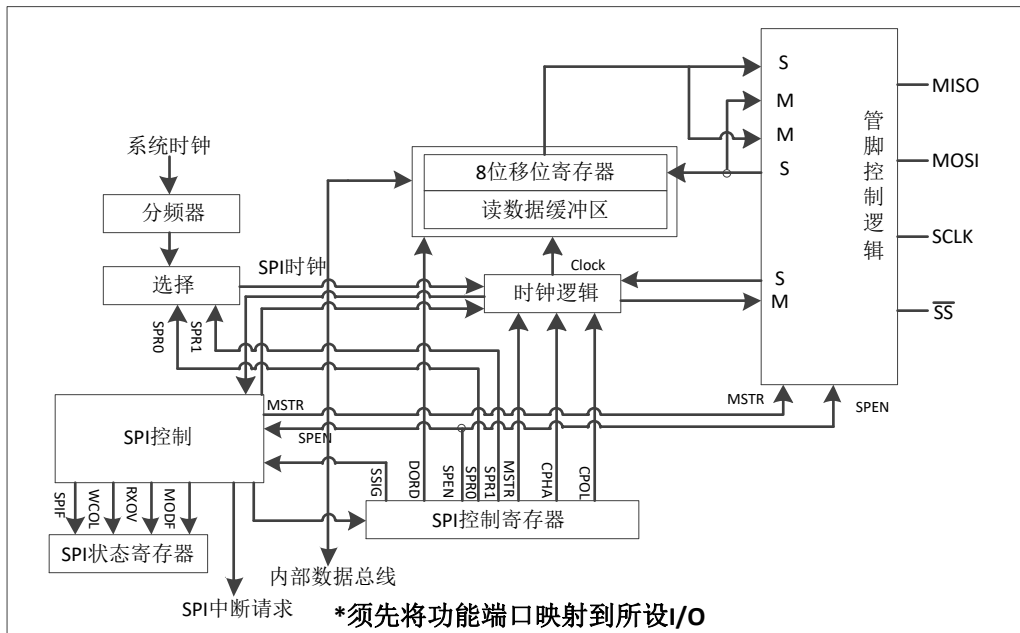 S
MISO
M
系统时钟
M
管脚控制逻辑
MOSI
8位移位寄存器
S
分频器
读数据缓冲区
SCLK
SPI时钟
Clock
选择
时钟逻辑
S
M
SS
SPR0
SPR1
MSTR
MSTR
SPEN
SPI控制
SPEN
SSIG
DORD
SPEN
SPR0
SPR1
MSTR
CPHA
CPOL
SPIF
WCOL
RXOV
MODF
SPI控制寄存器
SPI状态寄存器
内部数据总线
SPI中断请求
*须先将功能端口映射到所设I/O